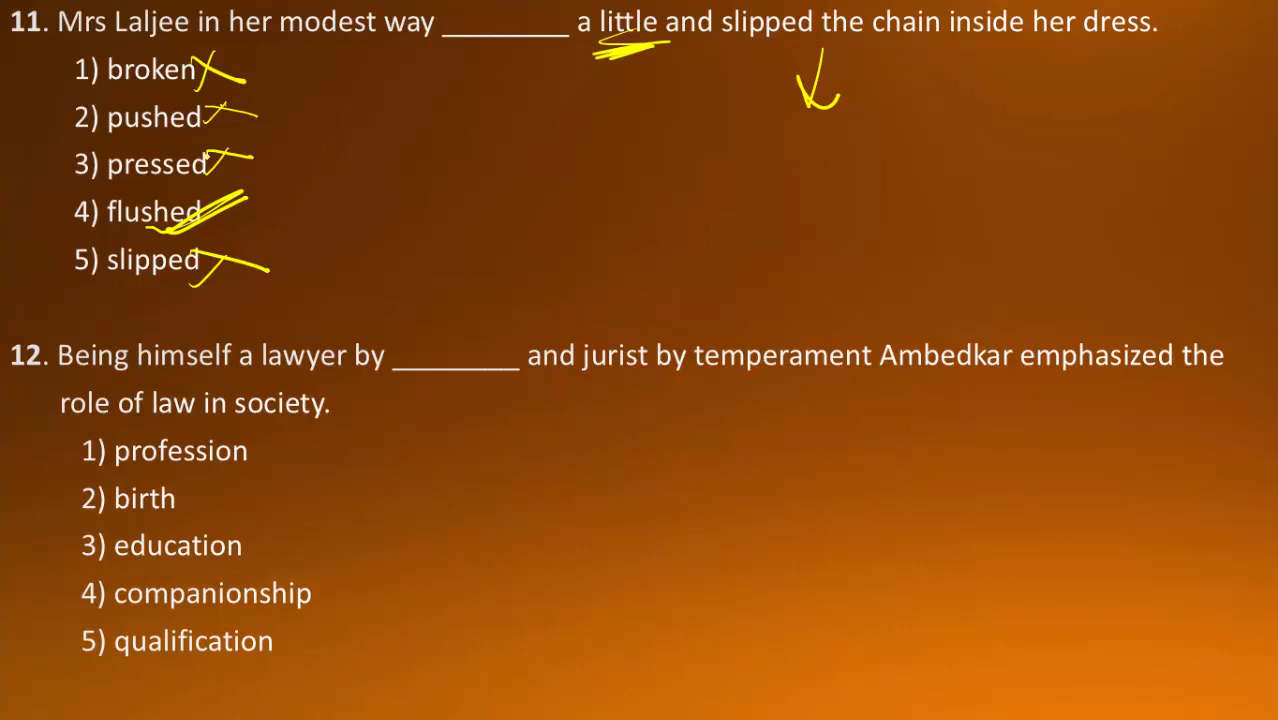 11. Mrs Laljee in her modest way ________ a little and slipped the chain inside her dress.
1) broken
2) pushed
3) pressed
4) flushed
5) slipped
12. Being himself a lawyer by ________ and jurist by temperament Ambedkar emphasized the
role of law in society.
1) profession
2) birth
3) education
4) companionship
5) qualification